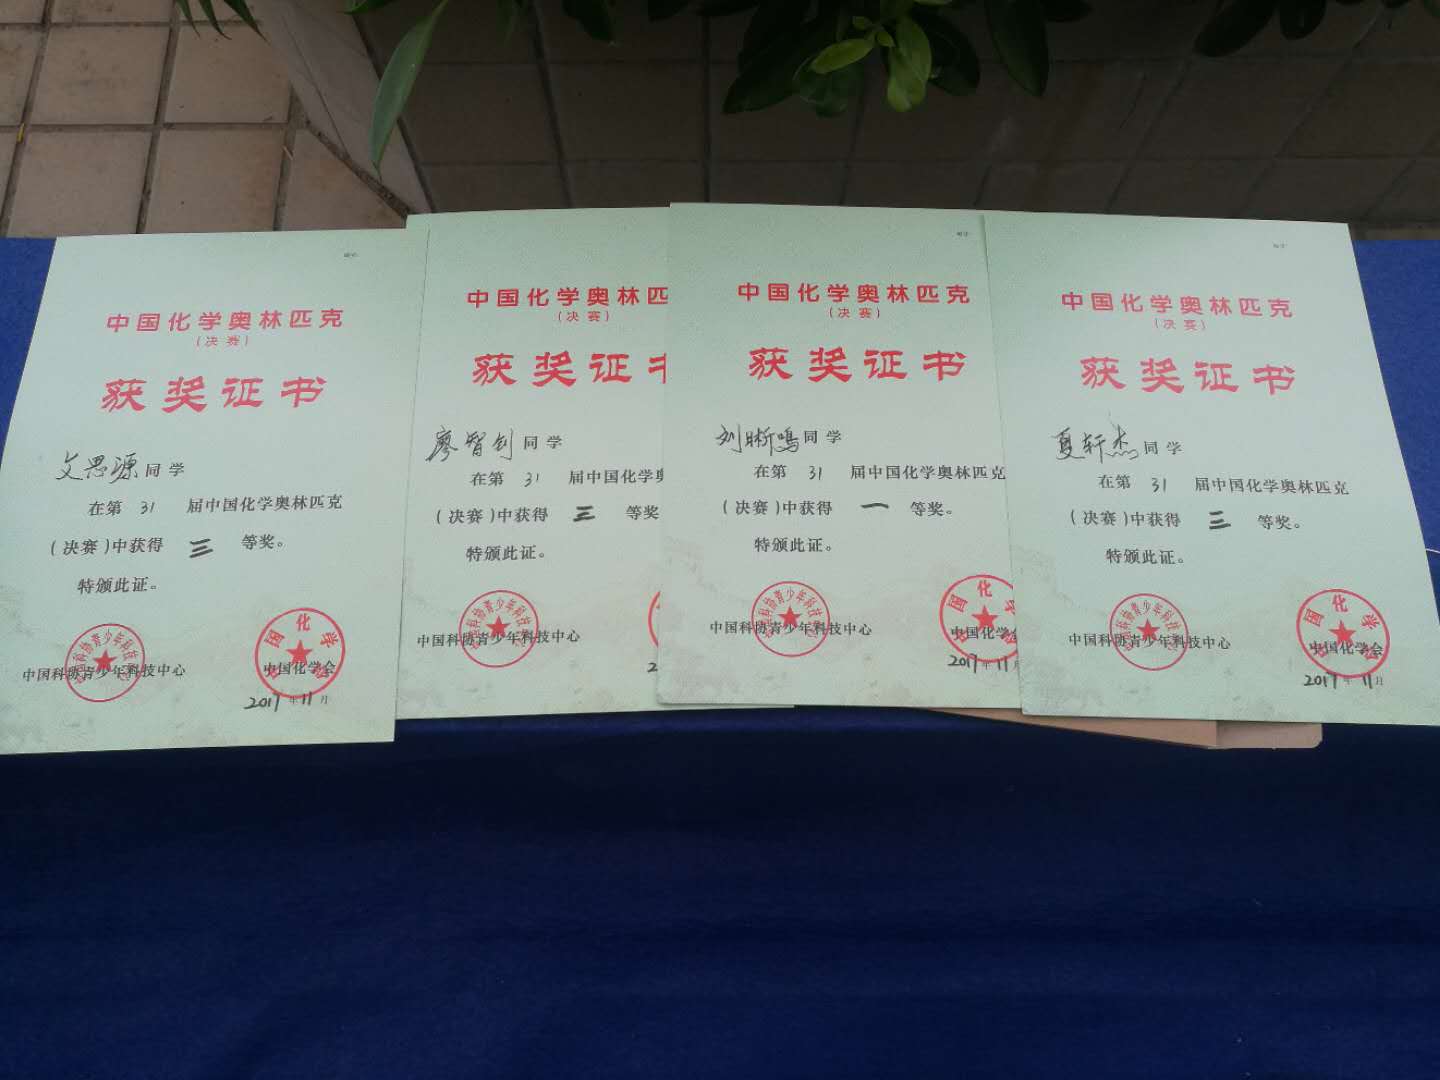 中国化学奥林匹克
(决赛)
获奖证书
文思源同学
在第 31 届中国化学奥林匹克
(决赛)中获得 三 等奖。
特颁此证。
中国科协青少年科技中心
中国化学会
2017年11月
中国化学奥林匹
(决赛)
获奖证
廖智钊同学
在第 31 届中国化学奥
(决赛)中获得 三 等奖
特颁此证。
中国科协青少年科技中心
2
中国化学奥林匹克
(决赛)
获奖证书
刘晰鸣同学
在第 31 届中国化学奥林匹克
(决赛)中获得 一 等奖。
特颁此证。
中国科协青少年科技中心
中国化学会
2017年11月
中国化学奥林匹克
(决赛)
获奖证书
夏轩杰同学
在第 31 届中国化学奥林匹克
(决赛)中获得 三 等奖。
特颁此证。
中国科协青少年科技中心
中国化学会
2017年11月